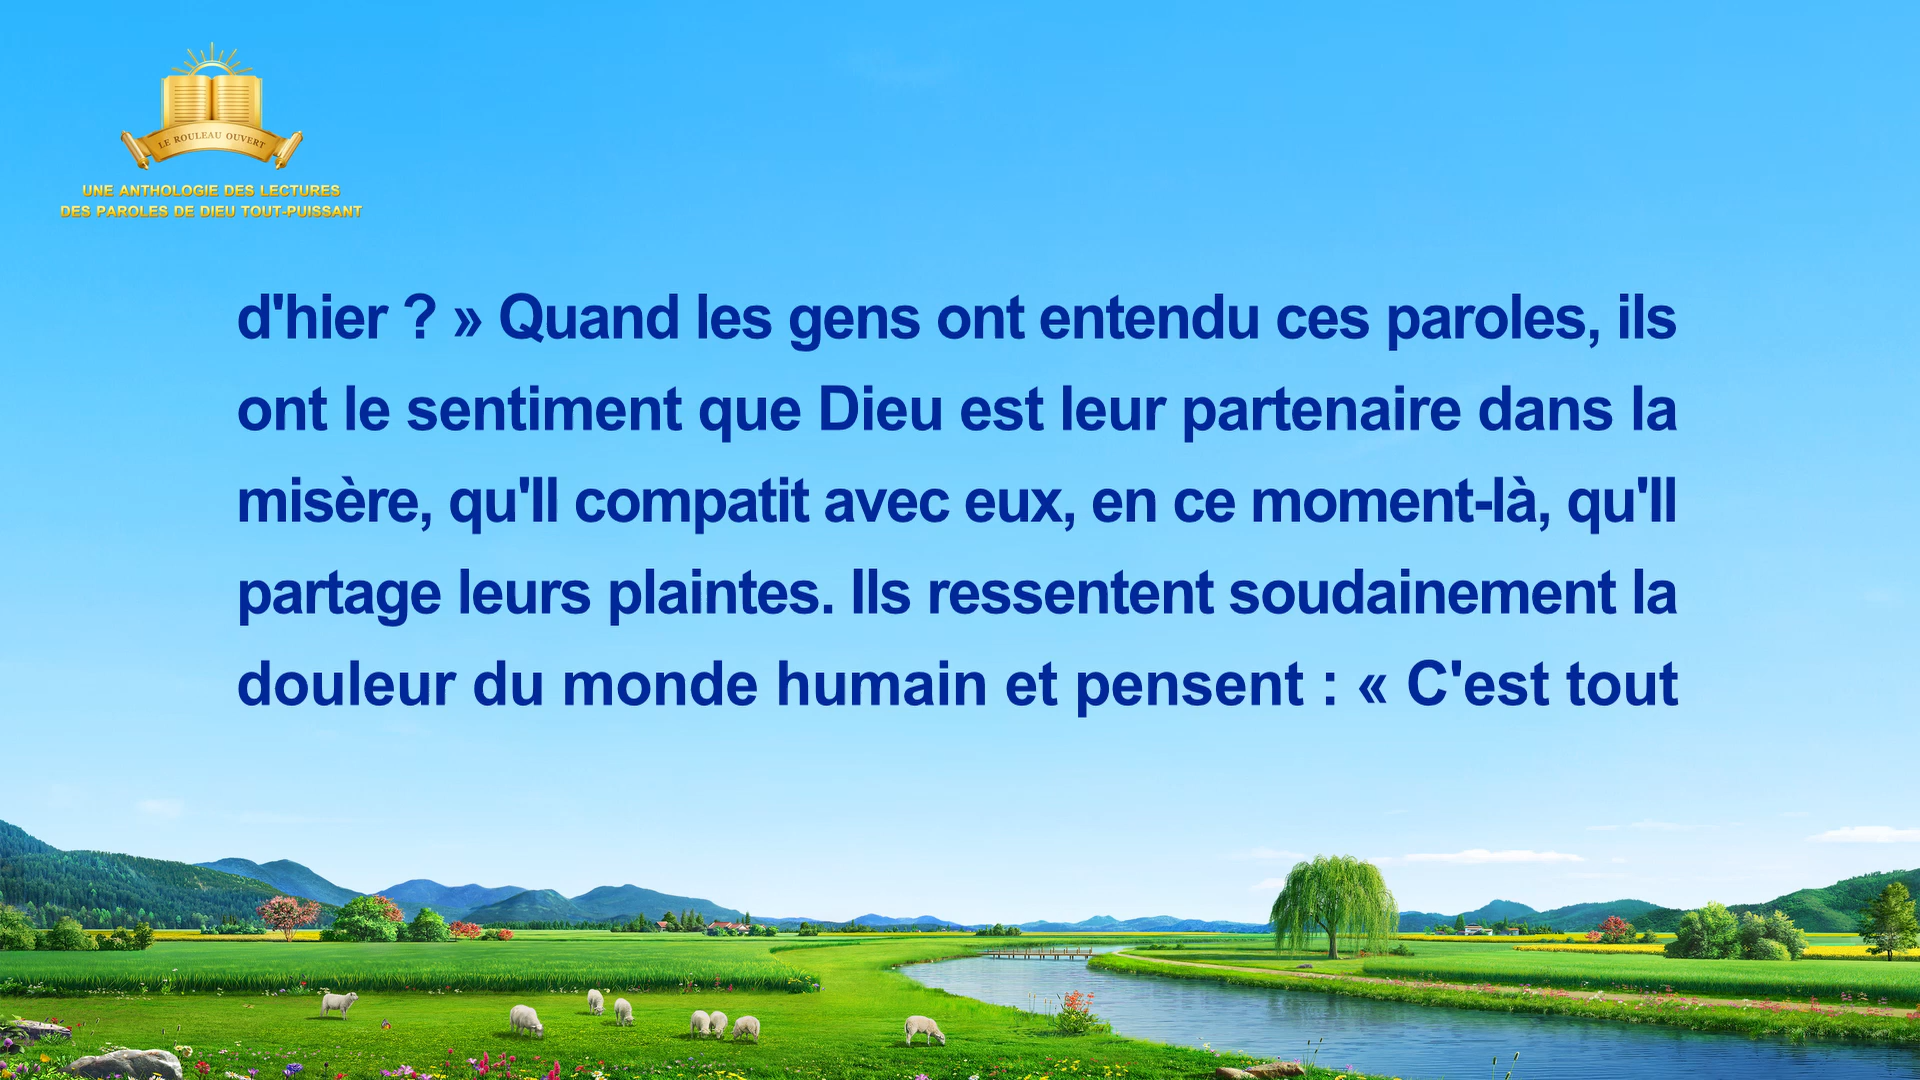 LE ROULEAU OUVERT
UNE ANTHOLOGIE DES LECTURES
DES PAROLES DE DIEU TOUT-PUISSANT
d'hier ? » Quand les gens ont entendu ces paroles, ils
ont le sentiment que Dieu est leur partenaire dans la
misère, qu'Il compatit avec eux, en ce moment-là, qu'Il
partage leurs plaintes. Ils ressentent soudainement la
douleur du monde humain et pensent : « C'est tout